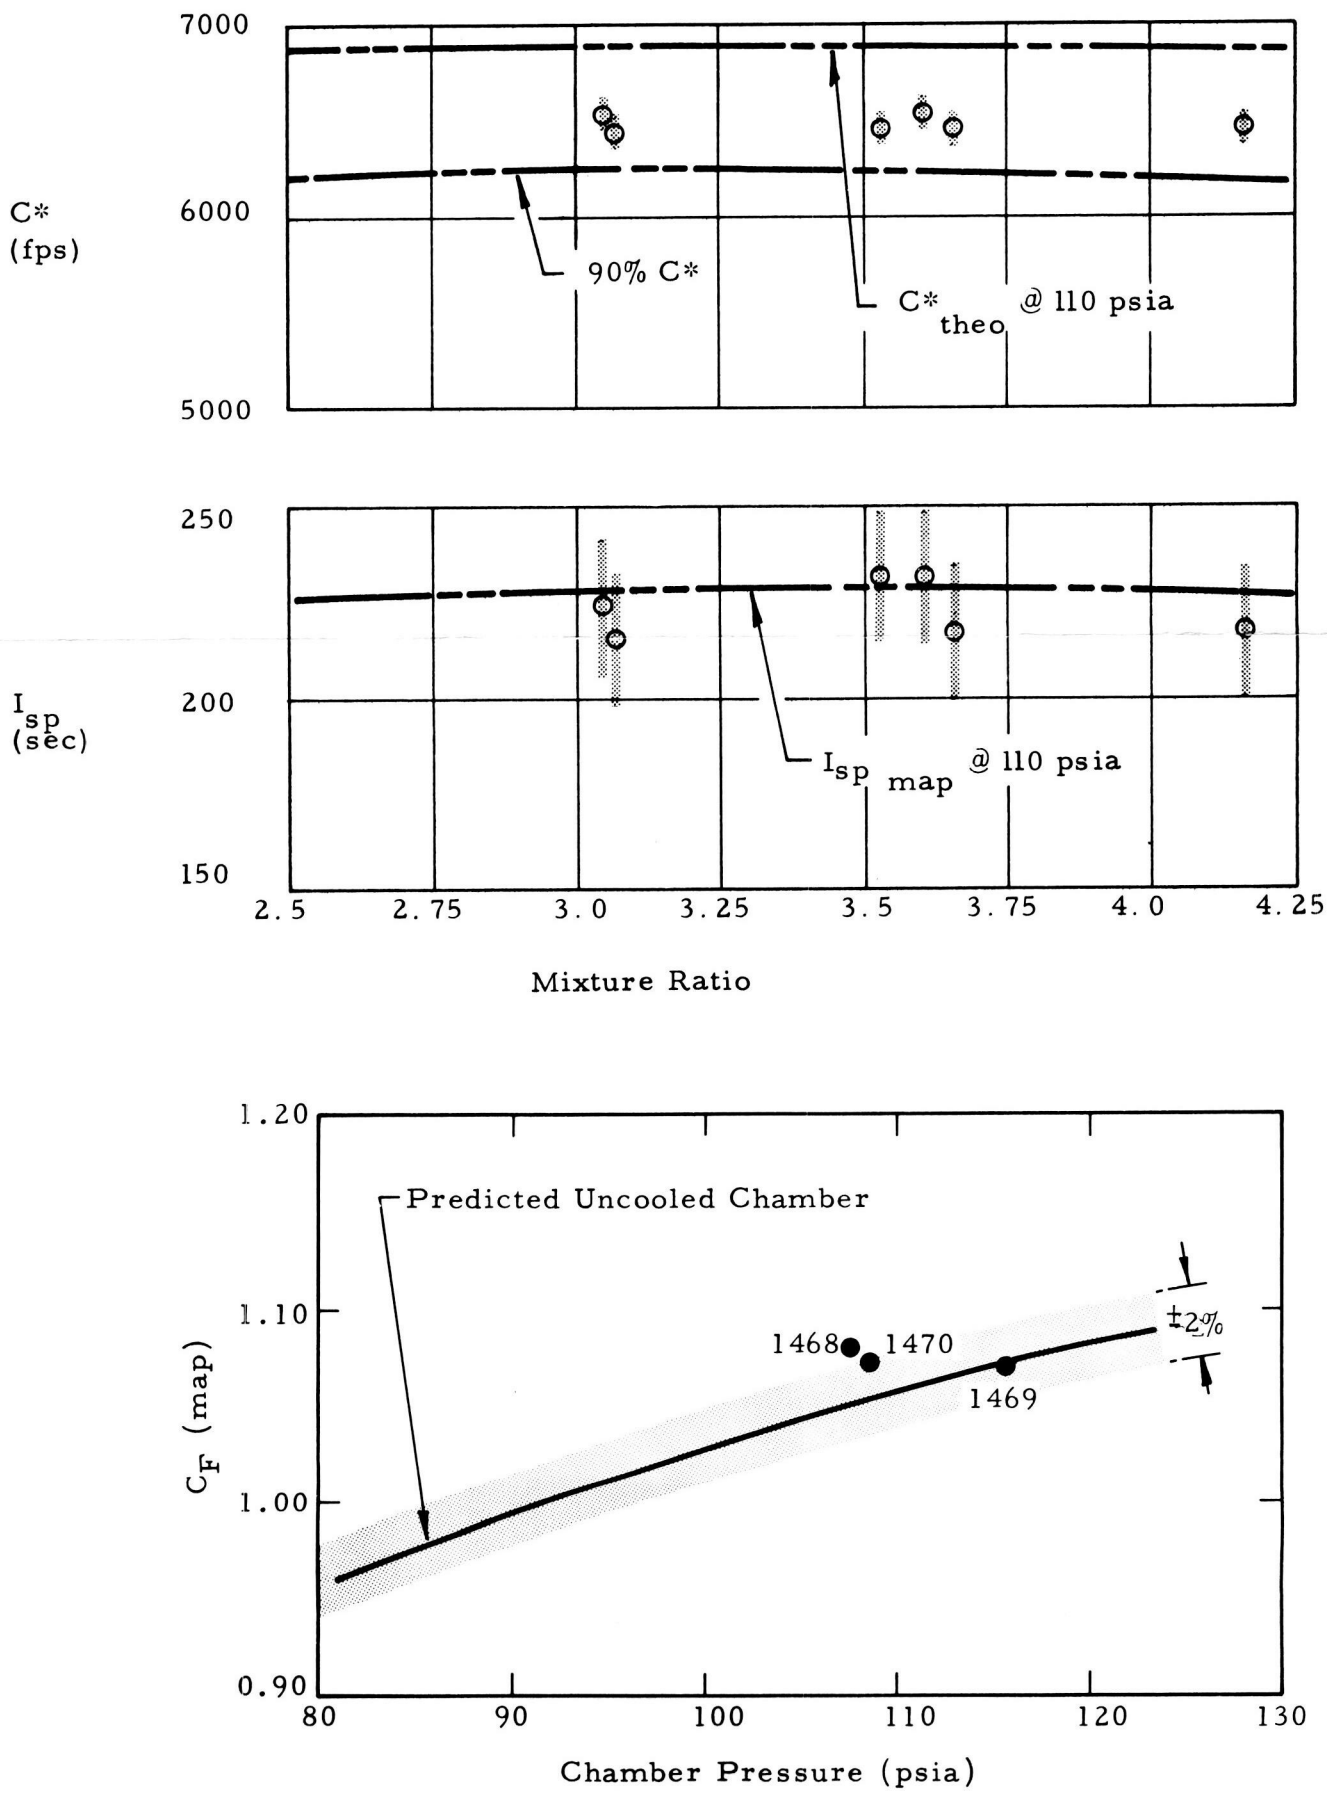 7000
C*
(fps)
6000
90% C*
C*theo @ 110 psia
5000
250
Isp
(sec)
200
Isp map @ 110 psia
150
2.5 2.75 3.0 3.25 3.5 3.75 4.0 4.25
Mixture Ratio
1.20
Predicted Uncooled Chamber
1.10
±2%
1468 1470
1469
CF (map)
1.00
0.90
80 90 100 110 120 130
Chamber Pressure (psia)